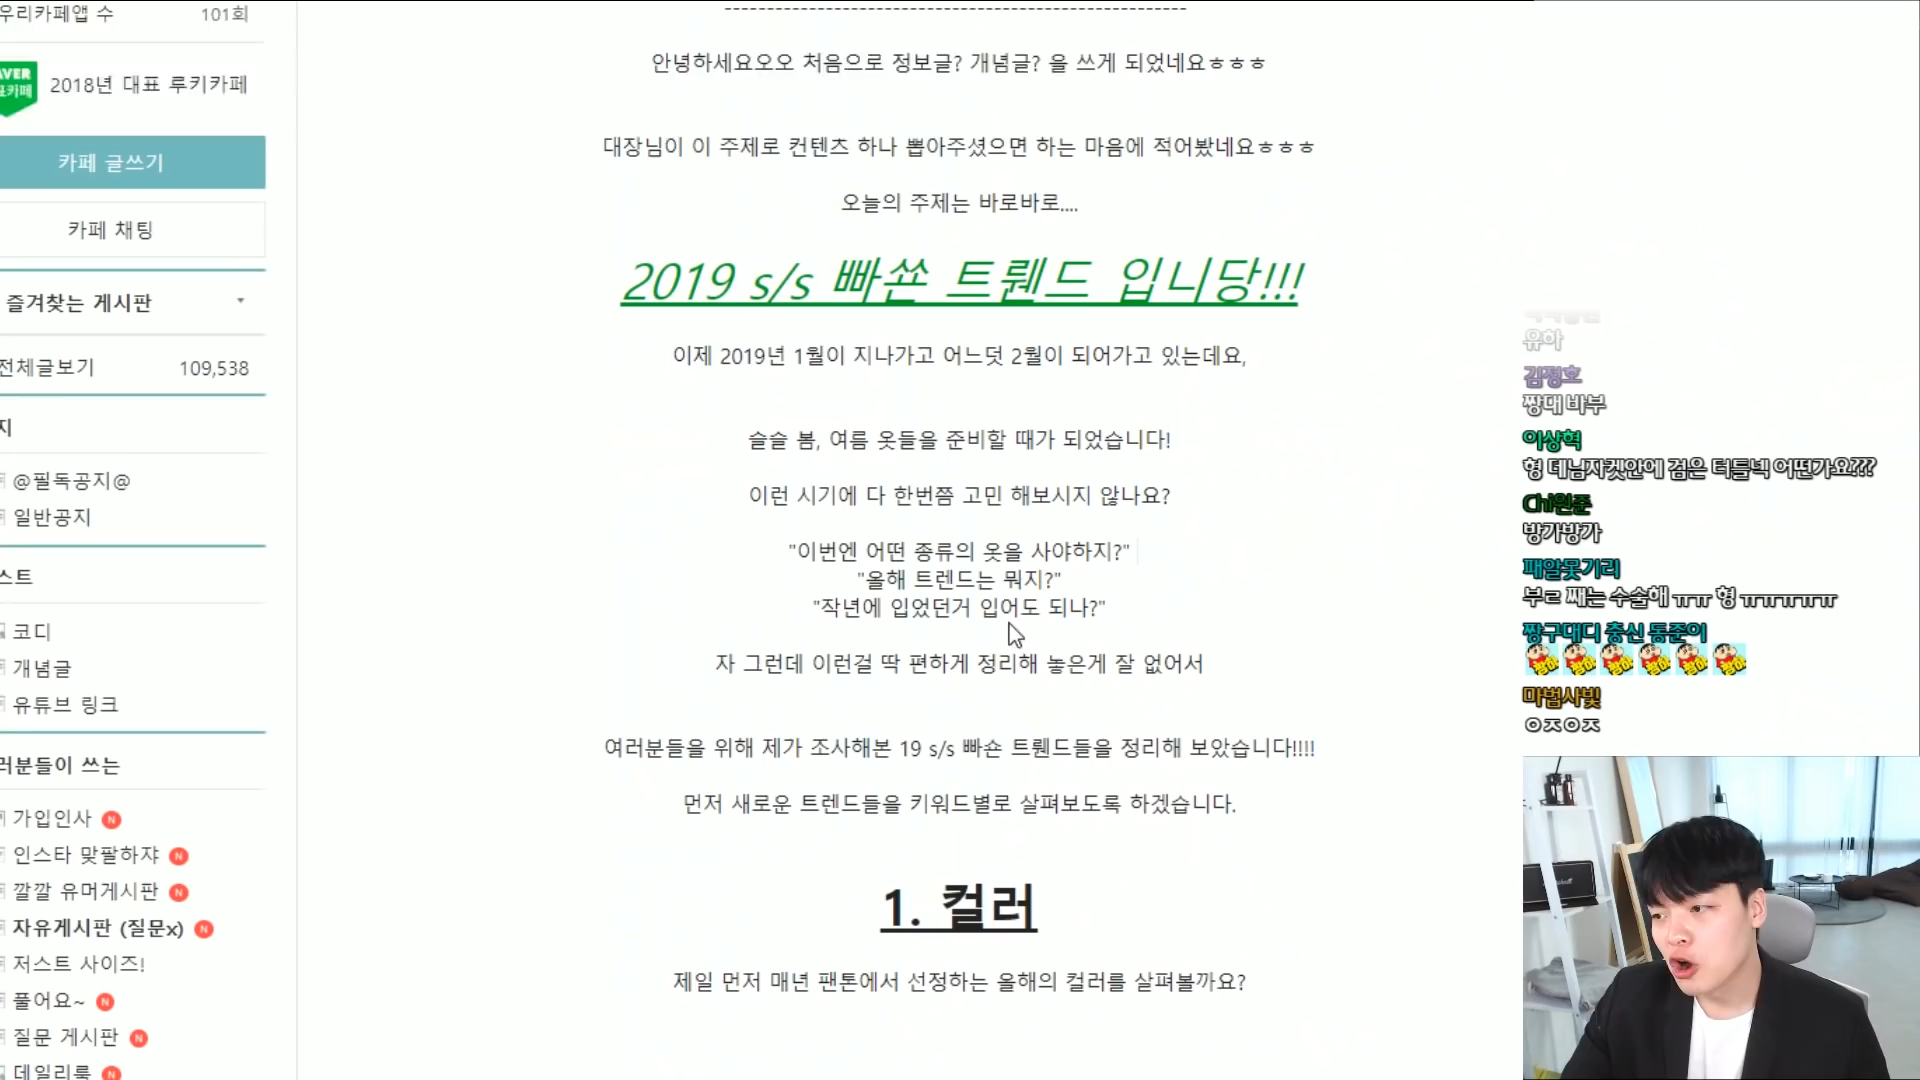 우리카페앱 수 101회
2018년 대표 루키카페
카페 글쓰기
카페 채팅
즐겨찾는 게시판
전체글보기 109,538
@필독공지@
일반공지
코디
개념글
유튜브 링크
가입인사 N
인스타 맞팔하쟈 N
깔깔 유머게시판 N
자유게시판 (질문x) N
저스트 사이즈!
풀어요~ N
질문 게시판 N
데일리룩 N
안녕하세요오오 처음으로 정보글? 개념글? 을 쓰게 되었네요ㅎㅎㅎ
대장님이 이 주제로 컨텐츠 하나 뽑아주셨으면 하는 마음에 적어봤네요ㅎㅎㅎ
오늘의 주제는 바로바로....
2019 s/s 빠숀 트뤤드 입니당!!!
이제 2019년 1월이 지나가고 어느덧 2월이 되어가고 있는데요,
슬슬 봄, 여름 옷들을 준비할 때가 되었습니다!
이런 시기에 다 한번쯤 고민 해보시지 않나요?
"이번엔 어떤 종류의 옷을 사야하지?"
"올해 트렌드는 뭐지?"
"작년에 입었던거 입어도 되나?"
자 그런데 이런걸 딱 편하게 정리해 놓은게 잘 없어서
여러분들을 위해 제가 조사해본 19 s/s 빠숀 트뤤드들을 정리해 보았습니다!!!!
먼저 새로운 트렌드들을 키워드별로 살펴보도록 하겠습니다.
1. 컬러
제일 먼저 매년 팬톤에서 선정하는 올해의 컬러를 살펴볼까요?
유하
김정호
짱대 바부
이상혁
형 데님자켓안에 검은 터틀넥 어떤가요???
Chi원준
방가방가
패알못기리
부ㄹ 째는 수술해 ㅠㅠ 형 ㅠㅠㅠㅠㅠ
짱구대디 충신 동준이
마법사빛
ㅇㅈㅇㅈ